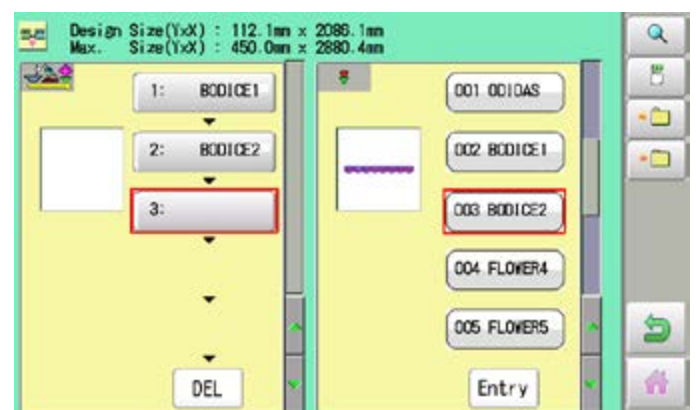 Design Size(YxX) : 112.1mm x 2086.1mm
Max. Size(YxX) : 450.0mm x 2880.4mm
1: BODICE1
2: BODICE2
3:
DEL
001 ODIDAS
002 BODICE1
003 BODICE2
004 FLOWER4
005 FLOWER5
Entry